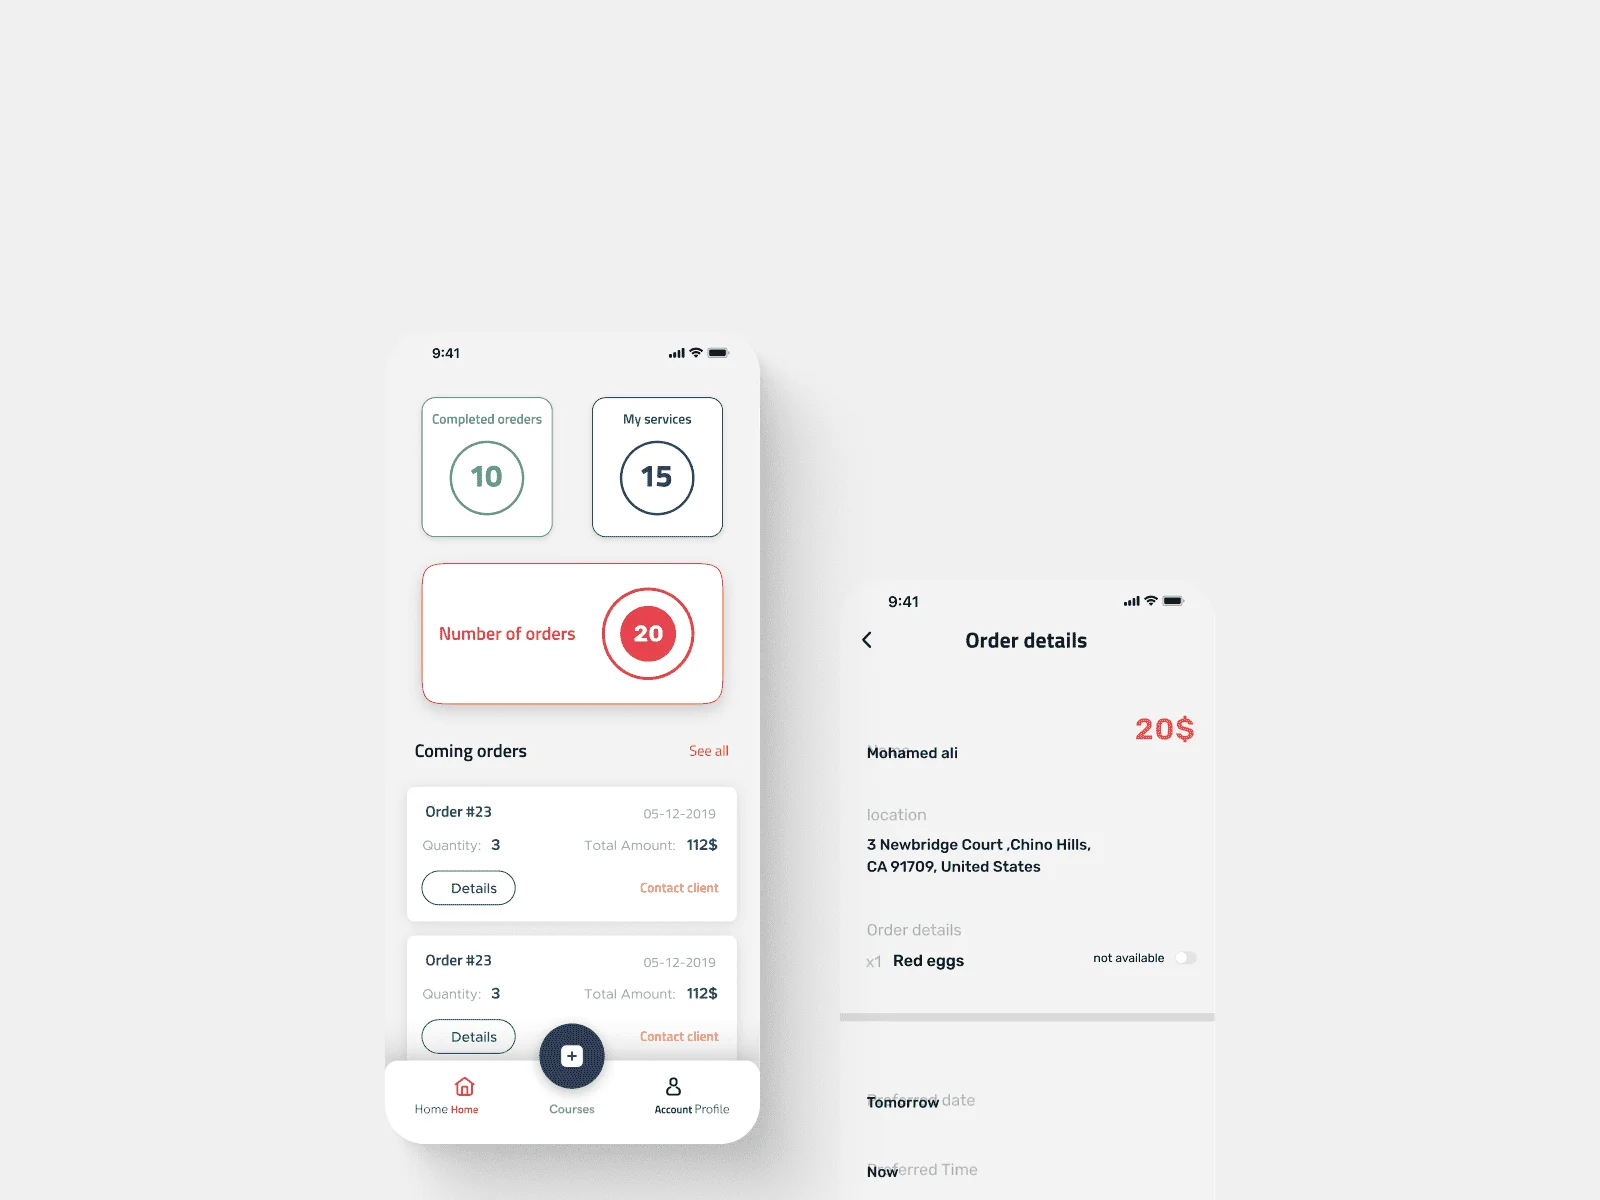 9:41
Completed oreders
My services
10
15
Number of orders
20
Coming orders
See all
Order #23
05-12-2019
Quantity: 3
Total Amount: 112$
Details
Contact client
Order #23
05-12-2019
Quantity: 3
Total Amount: 112$
Details
Contact client
Home Home
Courses
Account Profile
9:41
Order details
20$
Mohamed ali
location
3 Newbridge Court ,Chino Hills,
CA 91709, United States
Order details
x1 Red eggs
not available
Preferred date
Tomorrow
Preferred Time
Now